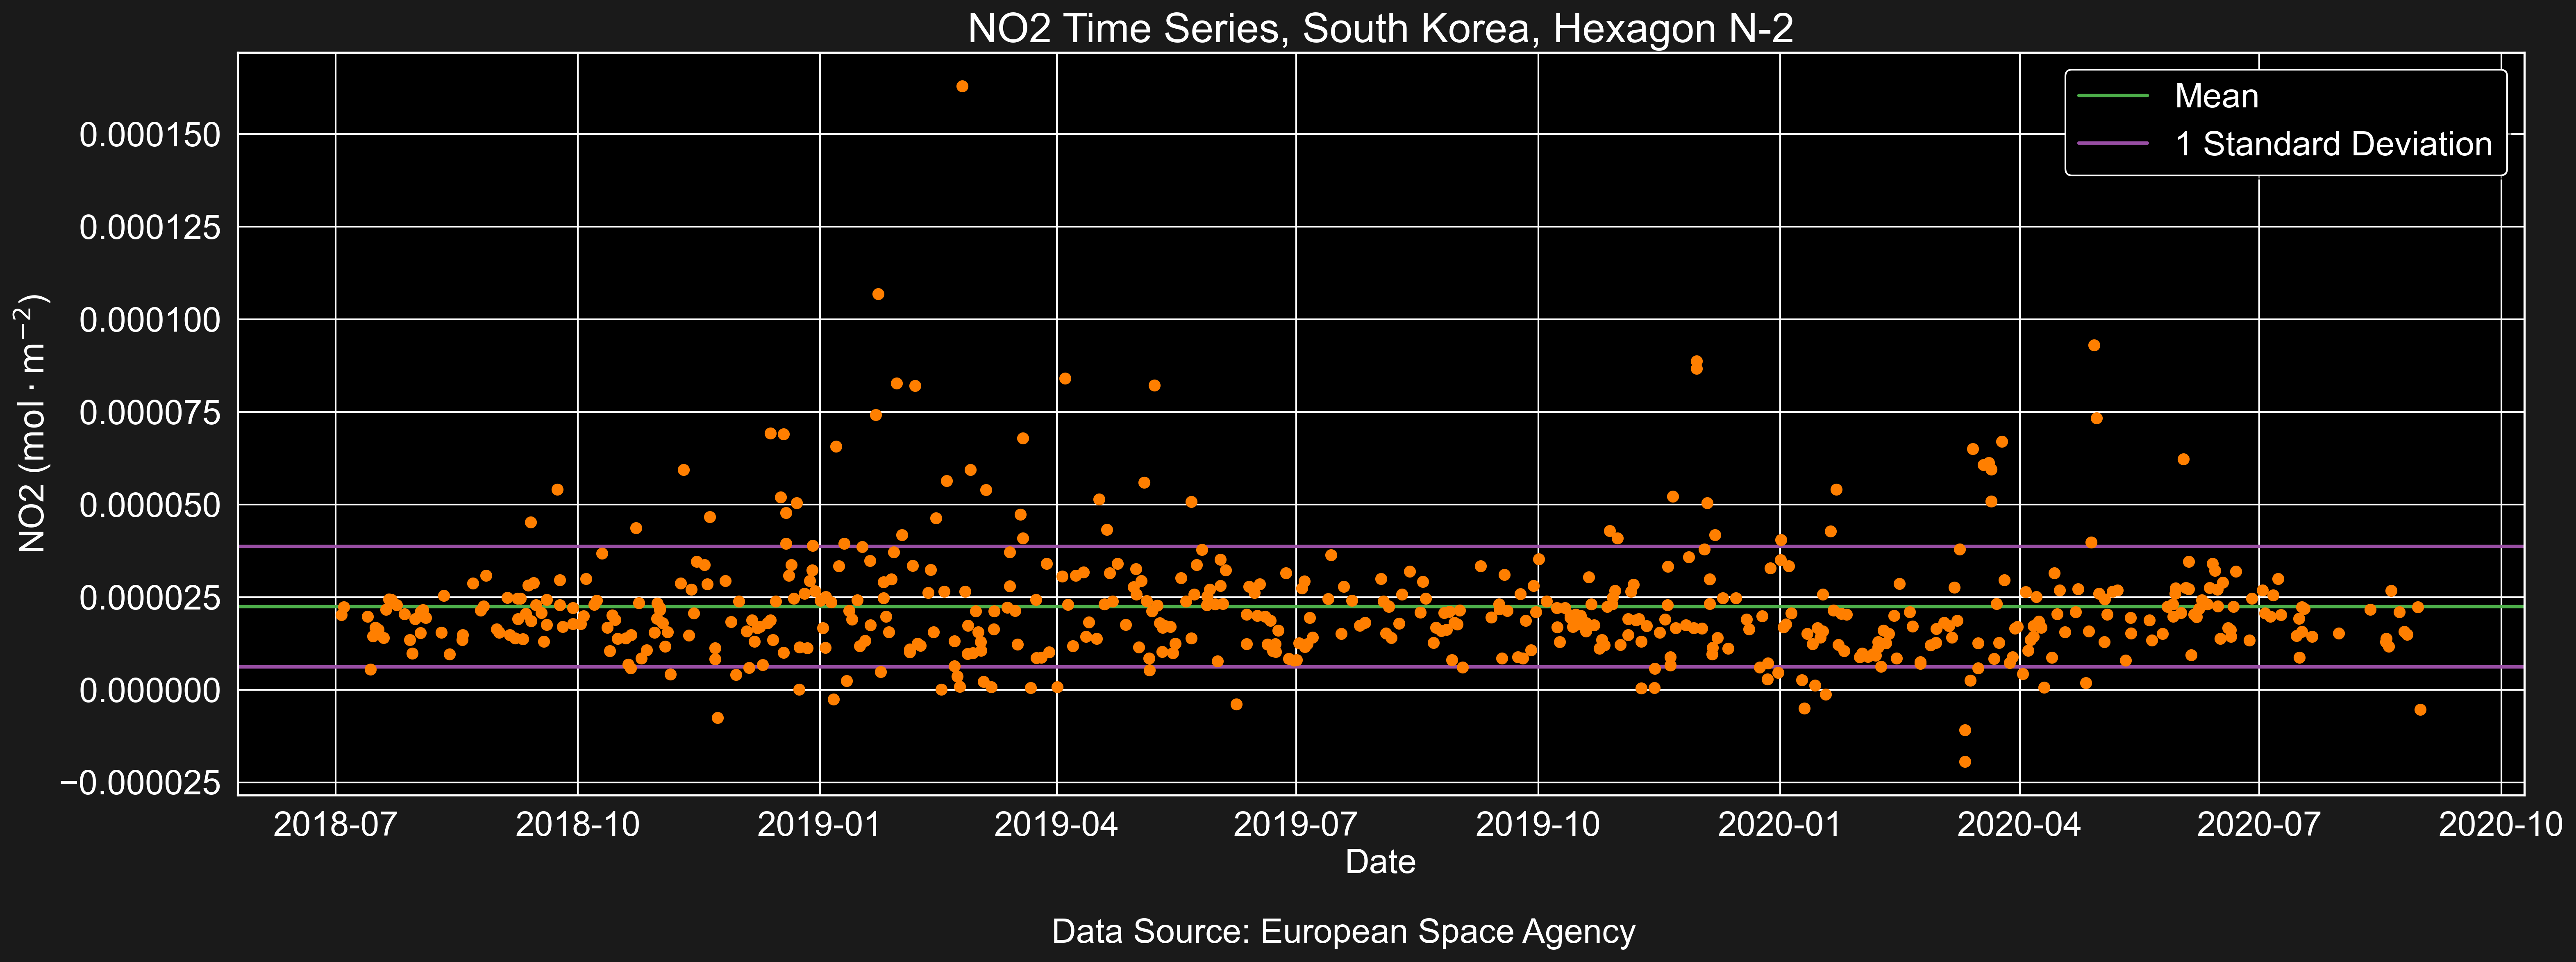 NO2 Time Series, South Korea, Hexagon N-2
Mean
1 Standard Deviation
NO2 (mol · m⁻²)
0.000150
0.000125
0.000100
0.000075
0.000050
0.000025
0.000000
−0.000025
2018-07 2018-10 2019-01 2019-04 2019-07 2019-10 2020-01 2020-04 2020-07 2020-10
Date
Data Source: European Space Agency